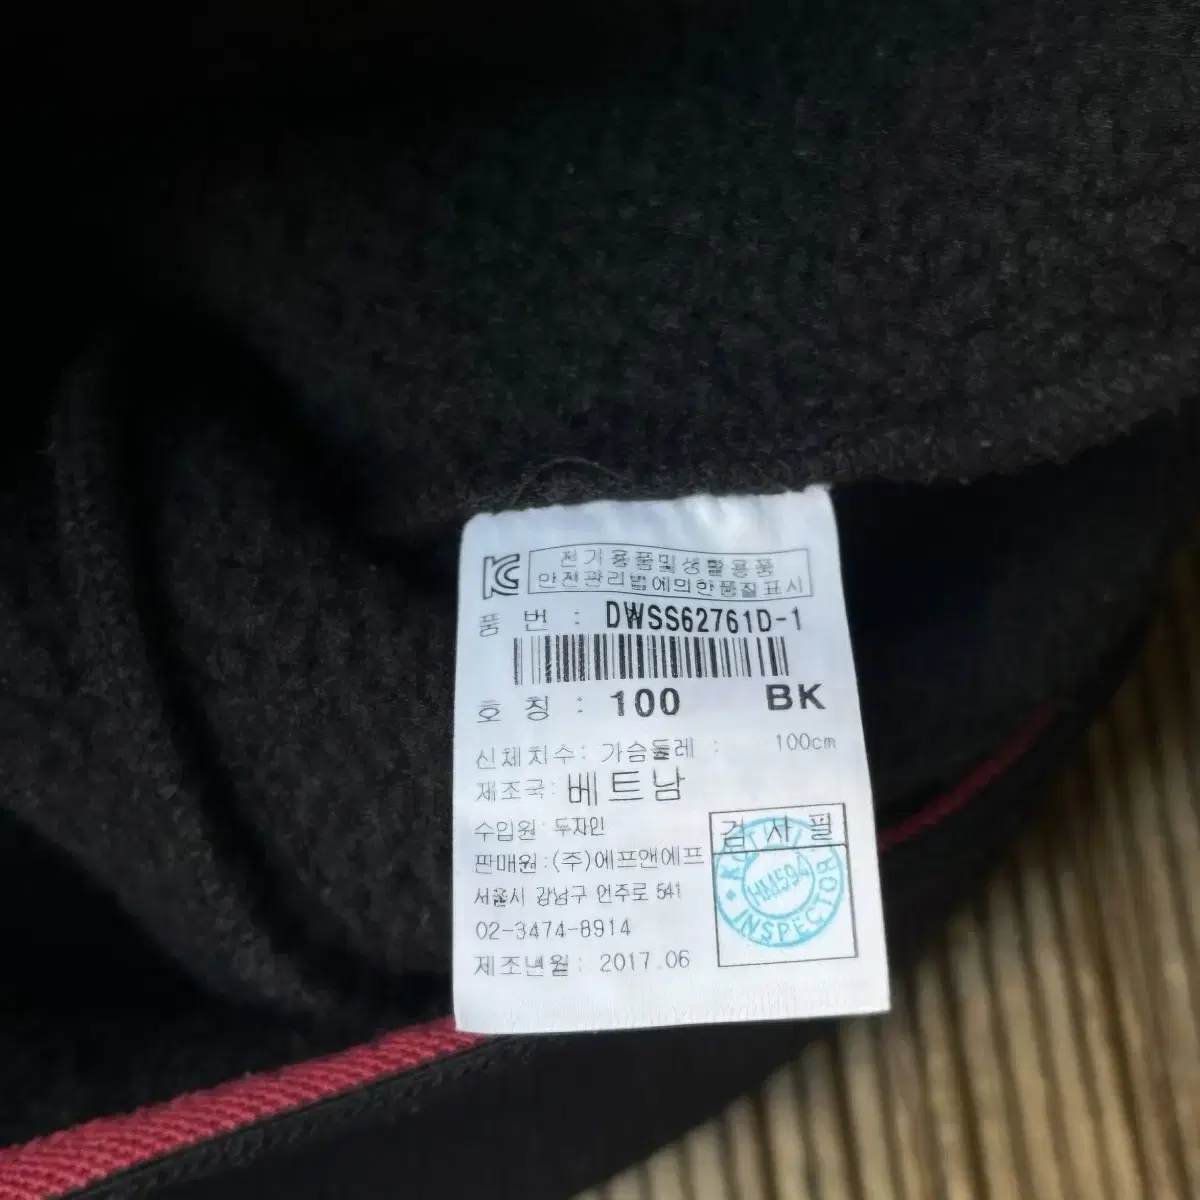 KC 전기용품및생활용품
안전관리법에의한품질표시
품 번 : DWSS62761D-1
호 칭 : 100 BK
신체치수: 가슴둘레 : 100cm
제조국: 베트남
수입원: 두자인
판매원:(주)에프앤에프
서울시 강남구 언주로 541
02-3474-8914
제조년월: 2017.06
검 사 필
HM594
INSPECTOR